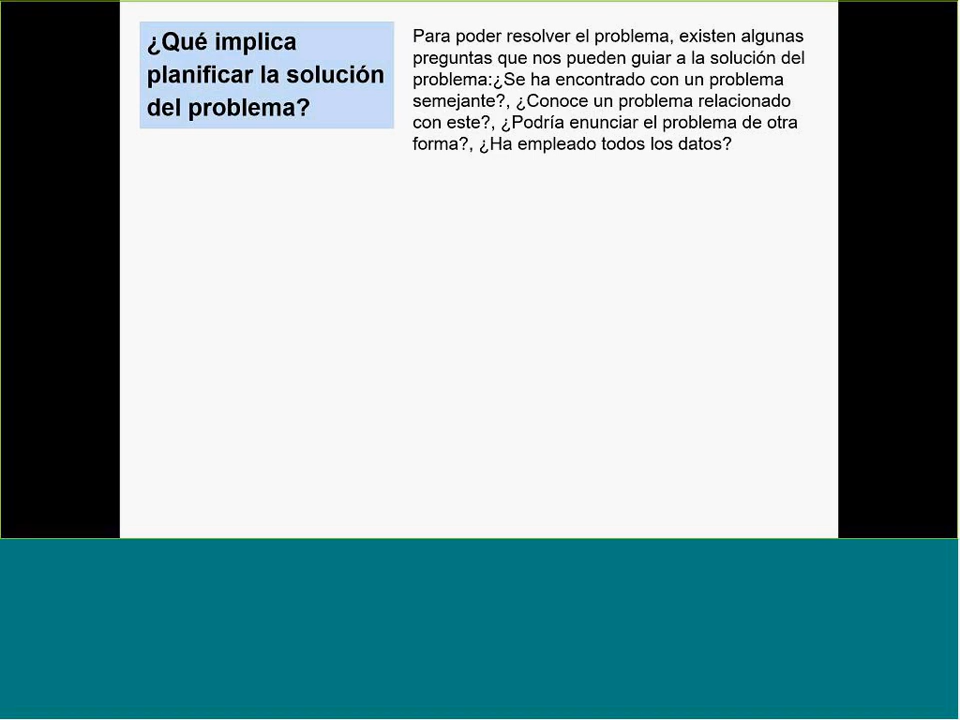 ¿Qué implica
planificar la solución
del problema?
Para poder resolver el problema, existen algunas
preguntas que nos pueden guiar a la solución del
problema:¿Se ha encontrado con un problema
semejante?, ¿Conoce un problema relacionado
con este?, ¿Podría enunciar el problema de otra
forma?, ¿Ha empleado todos los datos?